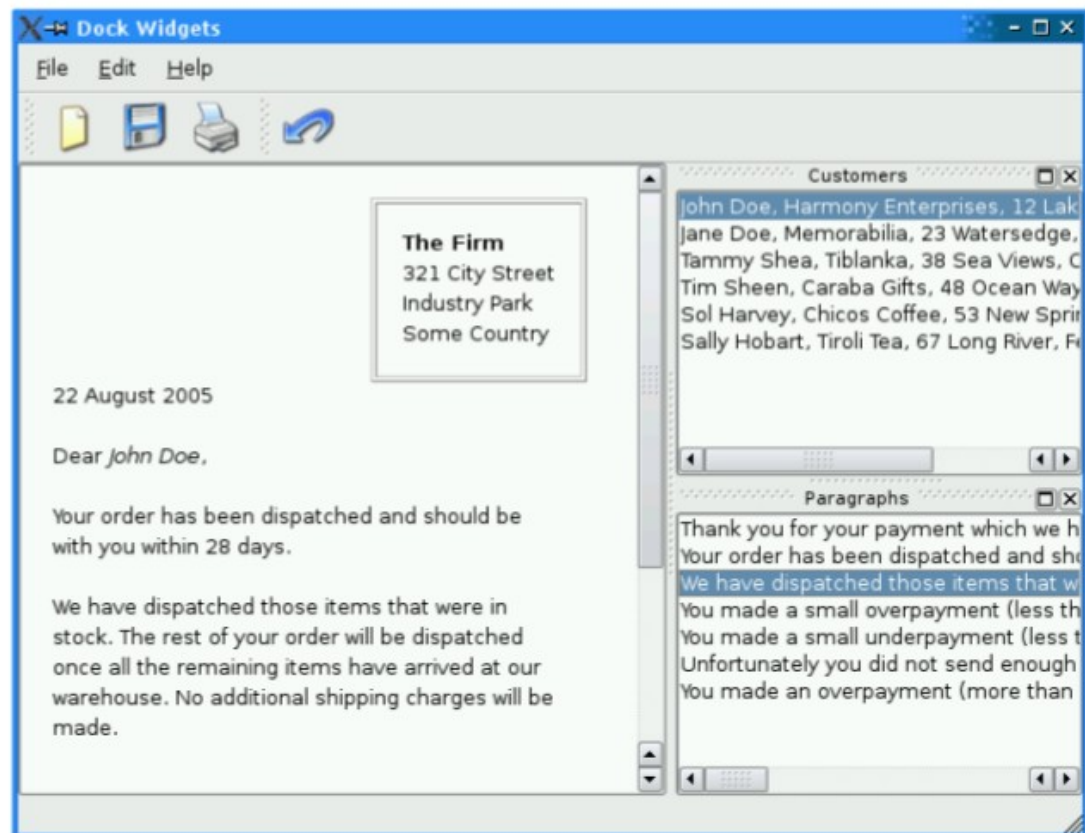 Dock Widgets
File Edit Help
The Firm
321 City Street
Industry Park
Some Country
22 August 2005
Dear John Doe,
Your order has been dispatched and should be
with you within 28 days.
We have dispatched those items that were in
stock. The rest of your order will be dispatched
once all the remaining items have arrived at our
warehouse. No additional shipping charges will be
made.
Customers
John Doe, Harmony Enterprises, 12 Lak
Jane Doe, Memorabilia, 23 Watersedge,
Tammy Shea, Tiblanka, 38 Sea Views, C
Tim Sheen, Caraba Gifts, 48 Ocean Way
Sol Harvey, Chicos Coffee, 53 New Sprin
Sally Hobart, Tiroli Tea, 67 Long River, Fe
Paragraphs
Thank you for your payment which we h
Your order has been dispatched and sho
We have dispatched those items that w
You made a small overpayment (less th
You made a small underpayment (less t
Unfortunately you did not send enough
You made an overpayment (more than